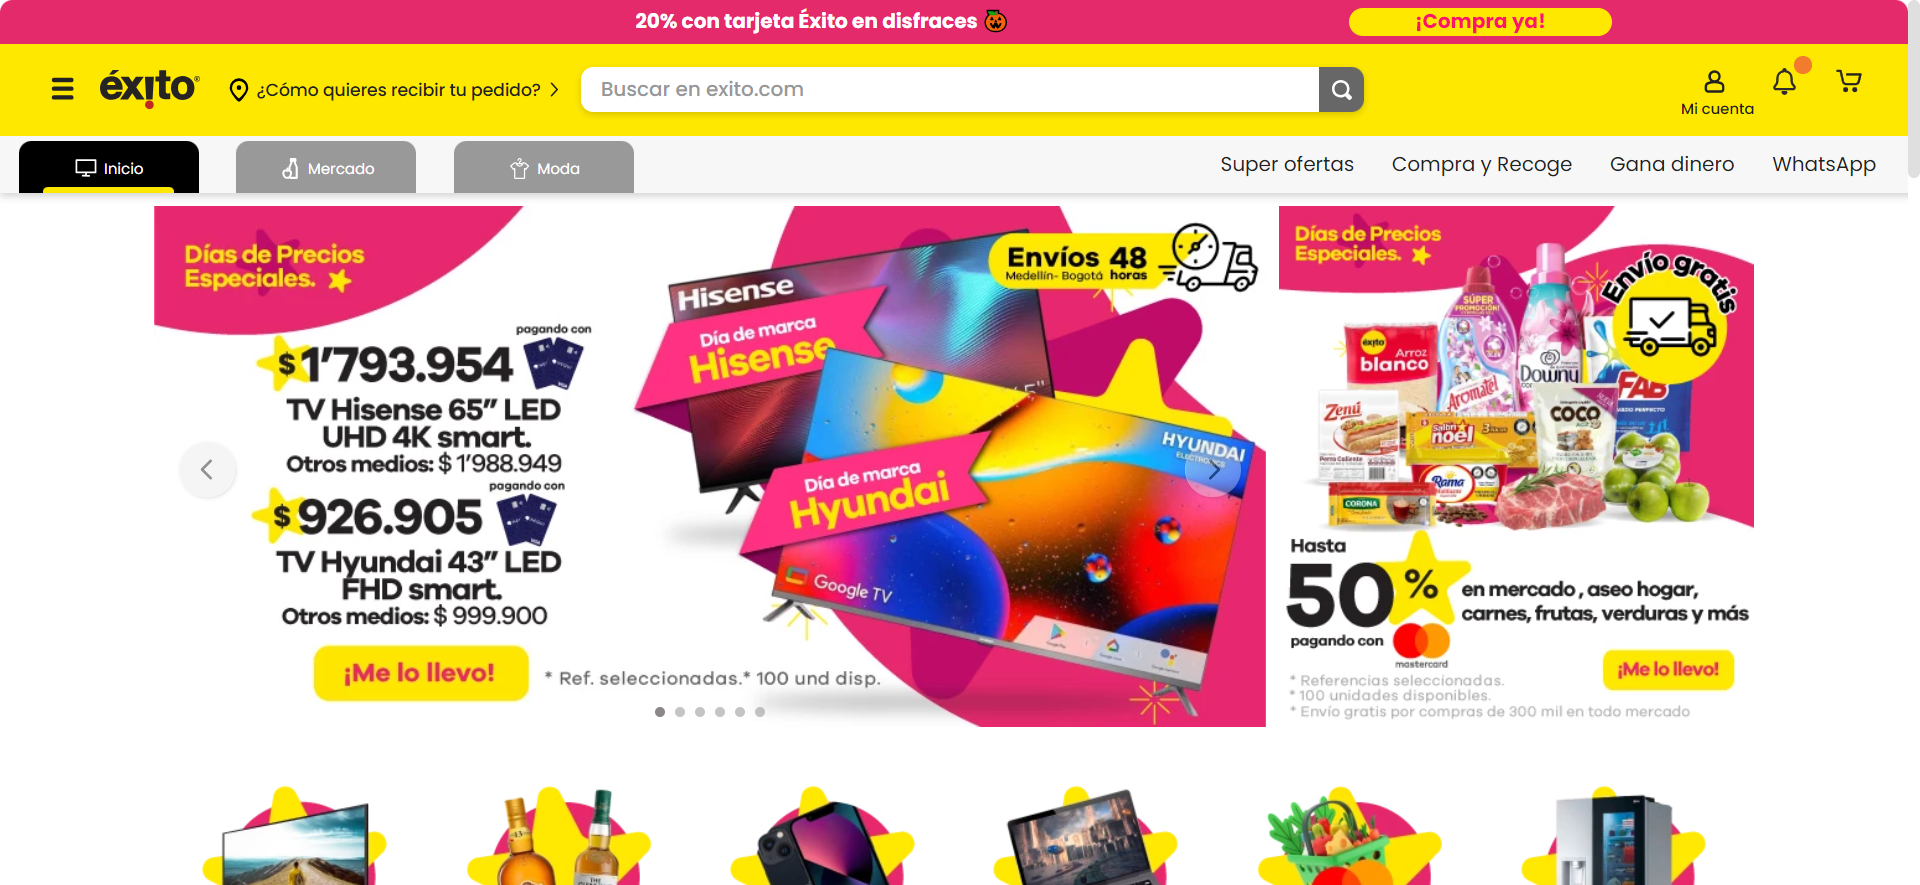 20% con tarjeta Éxito en disfraces
¡Compra ya!
éxito
¿Cómo quieres recibir tu pedido?
Buscar en exito.com
Mi cuenta
Inicio
Mercado
Moda
Super ofertas
Compra y Recoge
Gana dinero
WhatsApp
Días de Precios
Especiales.
pagando con
$1'793.954
TV Hisense 65” LED
UHD 4K smart.
Otros medios: $ 1'988.949
pagando con
$926.905
TV Hyundai 43” LED
FHD smart.
Otros medios: $ 999.900
¡Me lo llevo!
* Ref. seleccionadas.* 100 und disp.
Hisense
Día de marca
Hisense
Envíos 48
Medellín- Bogotá horas
HYUNDAI
ELECTRONICS
Día de marca
Hyundai
Google TV
Días de Precios
Especiales.
Envío gratis
SÚPER
PROMOCIÓN!
éxito
Arroz
blanco
Aromatel
Downy
FAB
Zenú
Perro Caliente
Saltín
noel
COCO
Rama
CORONA
Hasta
50%
en mercado , aseo hogar,
carnes, frutas, verduras y más
pagando con
mastercard
¡Me lo llevo!
* Referencias seleccionadas.
* 100 unidades disponibles.
* Envío gratis por compras de 300 mil en todo mercado